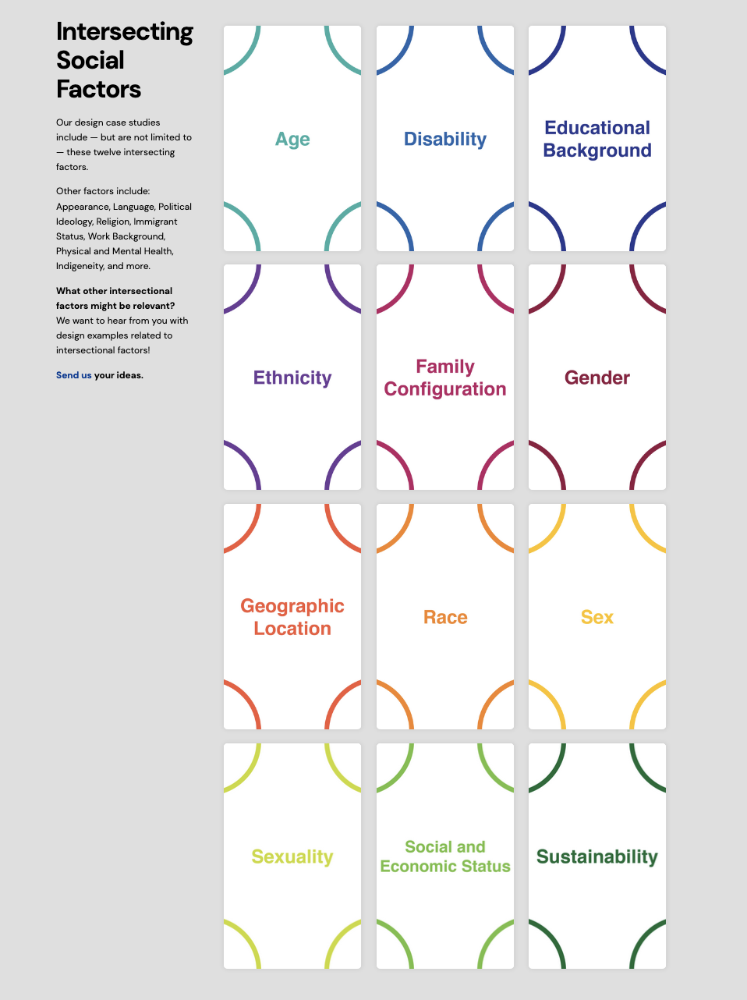 Intersecting
Social
Factors
Our design case studies
include — but are not limited to
— these twelve intersecting
factors.
Other factors include:
Appearance, Language, Political
Ideology, Religion, Immigrant
Status, Work Background,
Physical and Mental Health,
Indigeneity, and more.
What other intersectional
factors might be relevant?
We want to hear from you with
design examples related to
intersectional factors!
Send us your ideas.
Age
Disability
Educational
Background
Ethnicity
Family
Configuration
Gender
Geographic
Location
Race
Sex
Sexuality
Social and
Economic Status
Sustainability